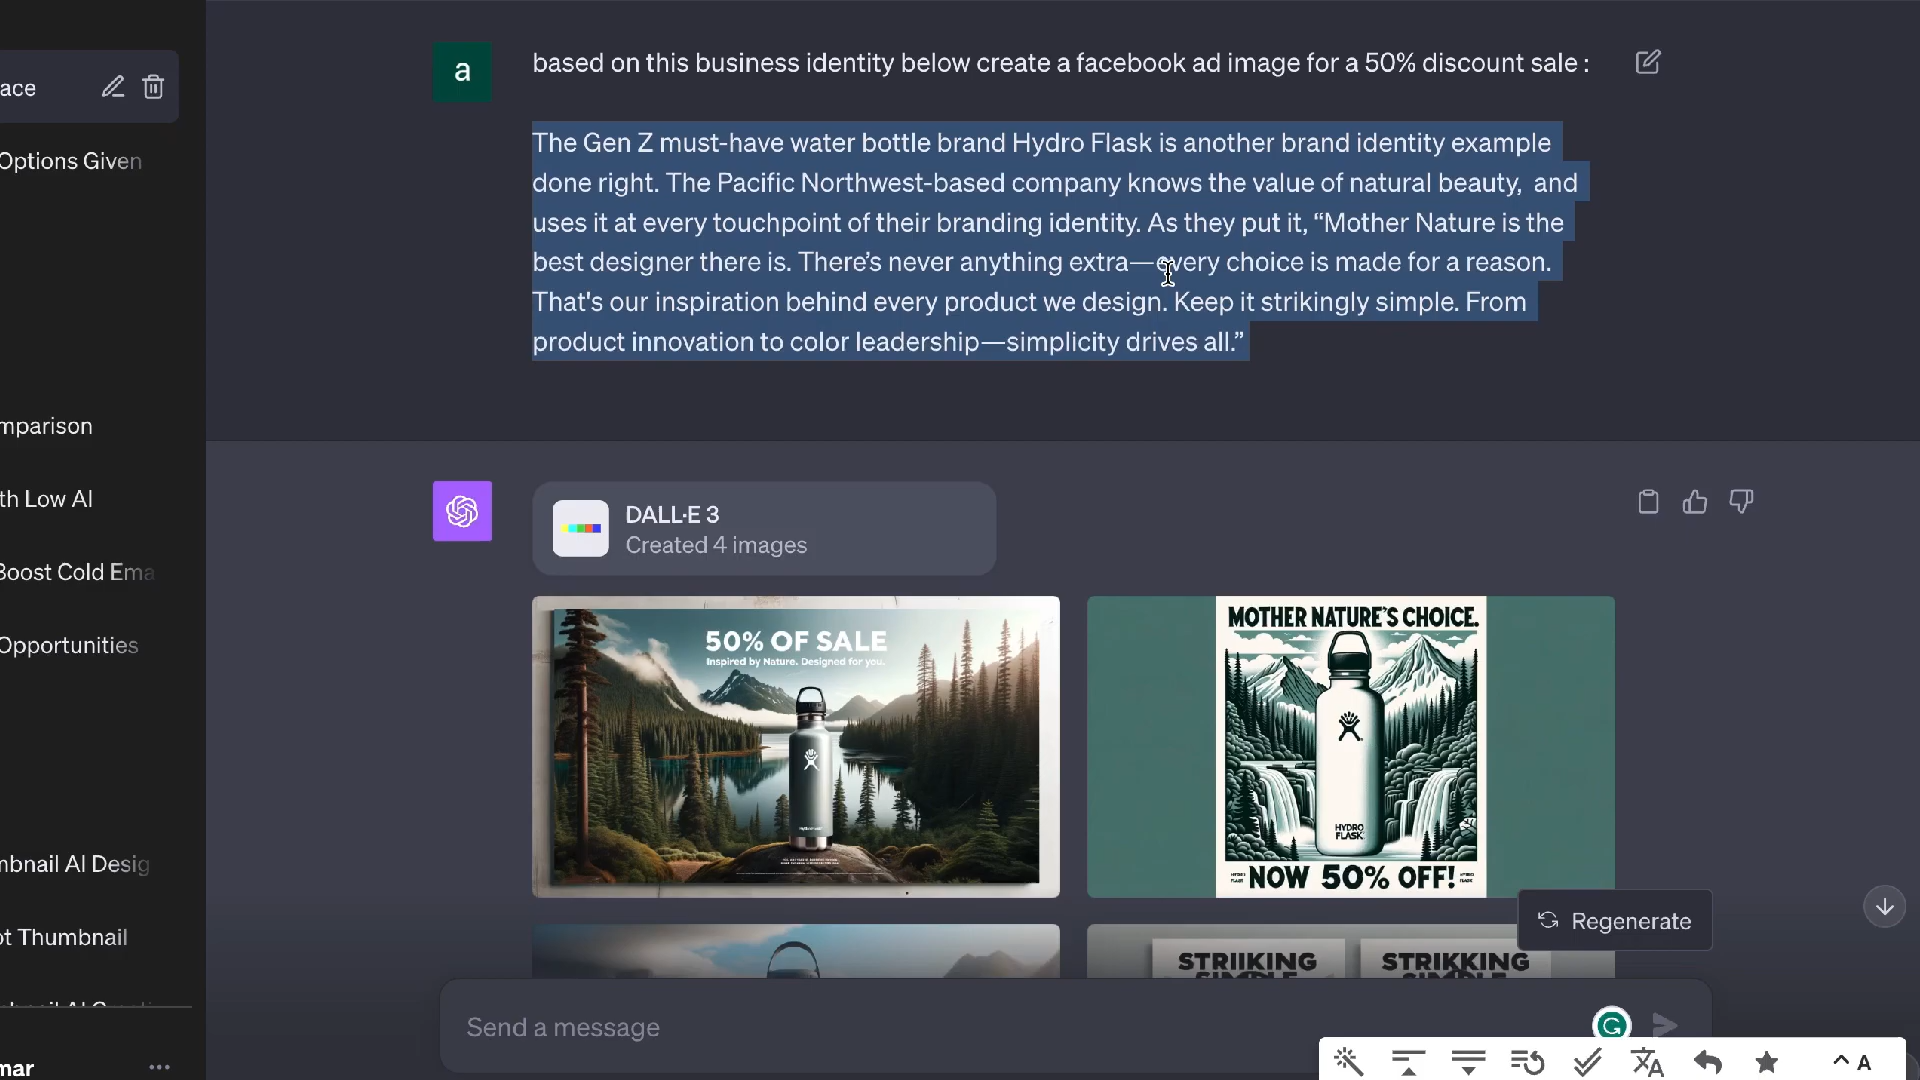 a
based on this business identity below create a facebook ad image for a 50% discount sale :
ace
The Gen Z must-have water bottle brand Hydro Flask is another brand identity example
done right. The Pacific Northwest-based company knows the value of natural beauty,  and
uses it at every touchpoint of their branding identity. As they put it, “Mother Nature is the
best designer there is. There’s never anything extra—every choice is made for a reason.
That's our inspiration behind every product we design. Keep it strikingly simple. From
product innovation to color leadership—simplicity drives all.”
Options Given
mparison
th Low AI
Boost Cold Ema
Opportunities
mbnail AI Desig
ot Thumbnail
mar
DALL·E 3
Created 4 images
50% OF SALE
Inspired by Nature. Designed for you.
MOTHER NATURE'S CHOICE.
HYDRO
FLASK
NOW 50% OFF!
STRIIKING
SIMPLE
STRIKKING
SIMPLE
Regenerate
Send a message
A